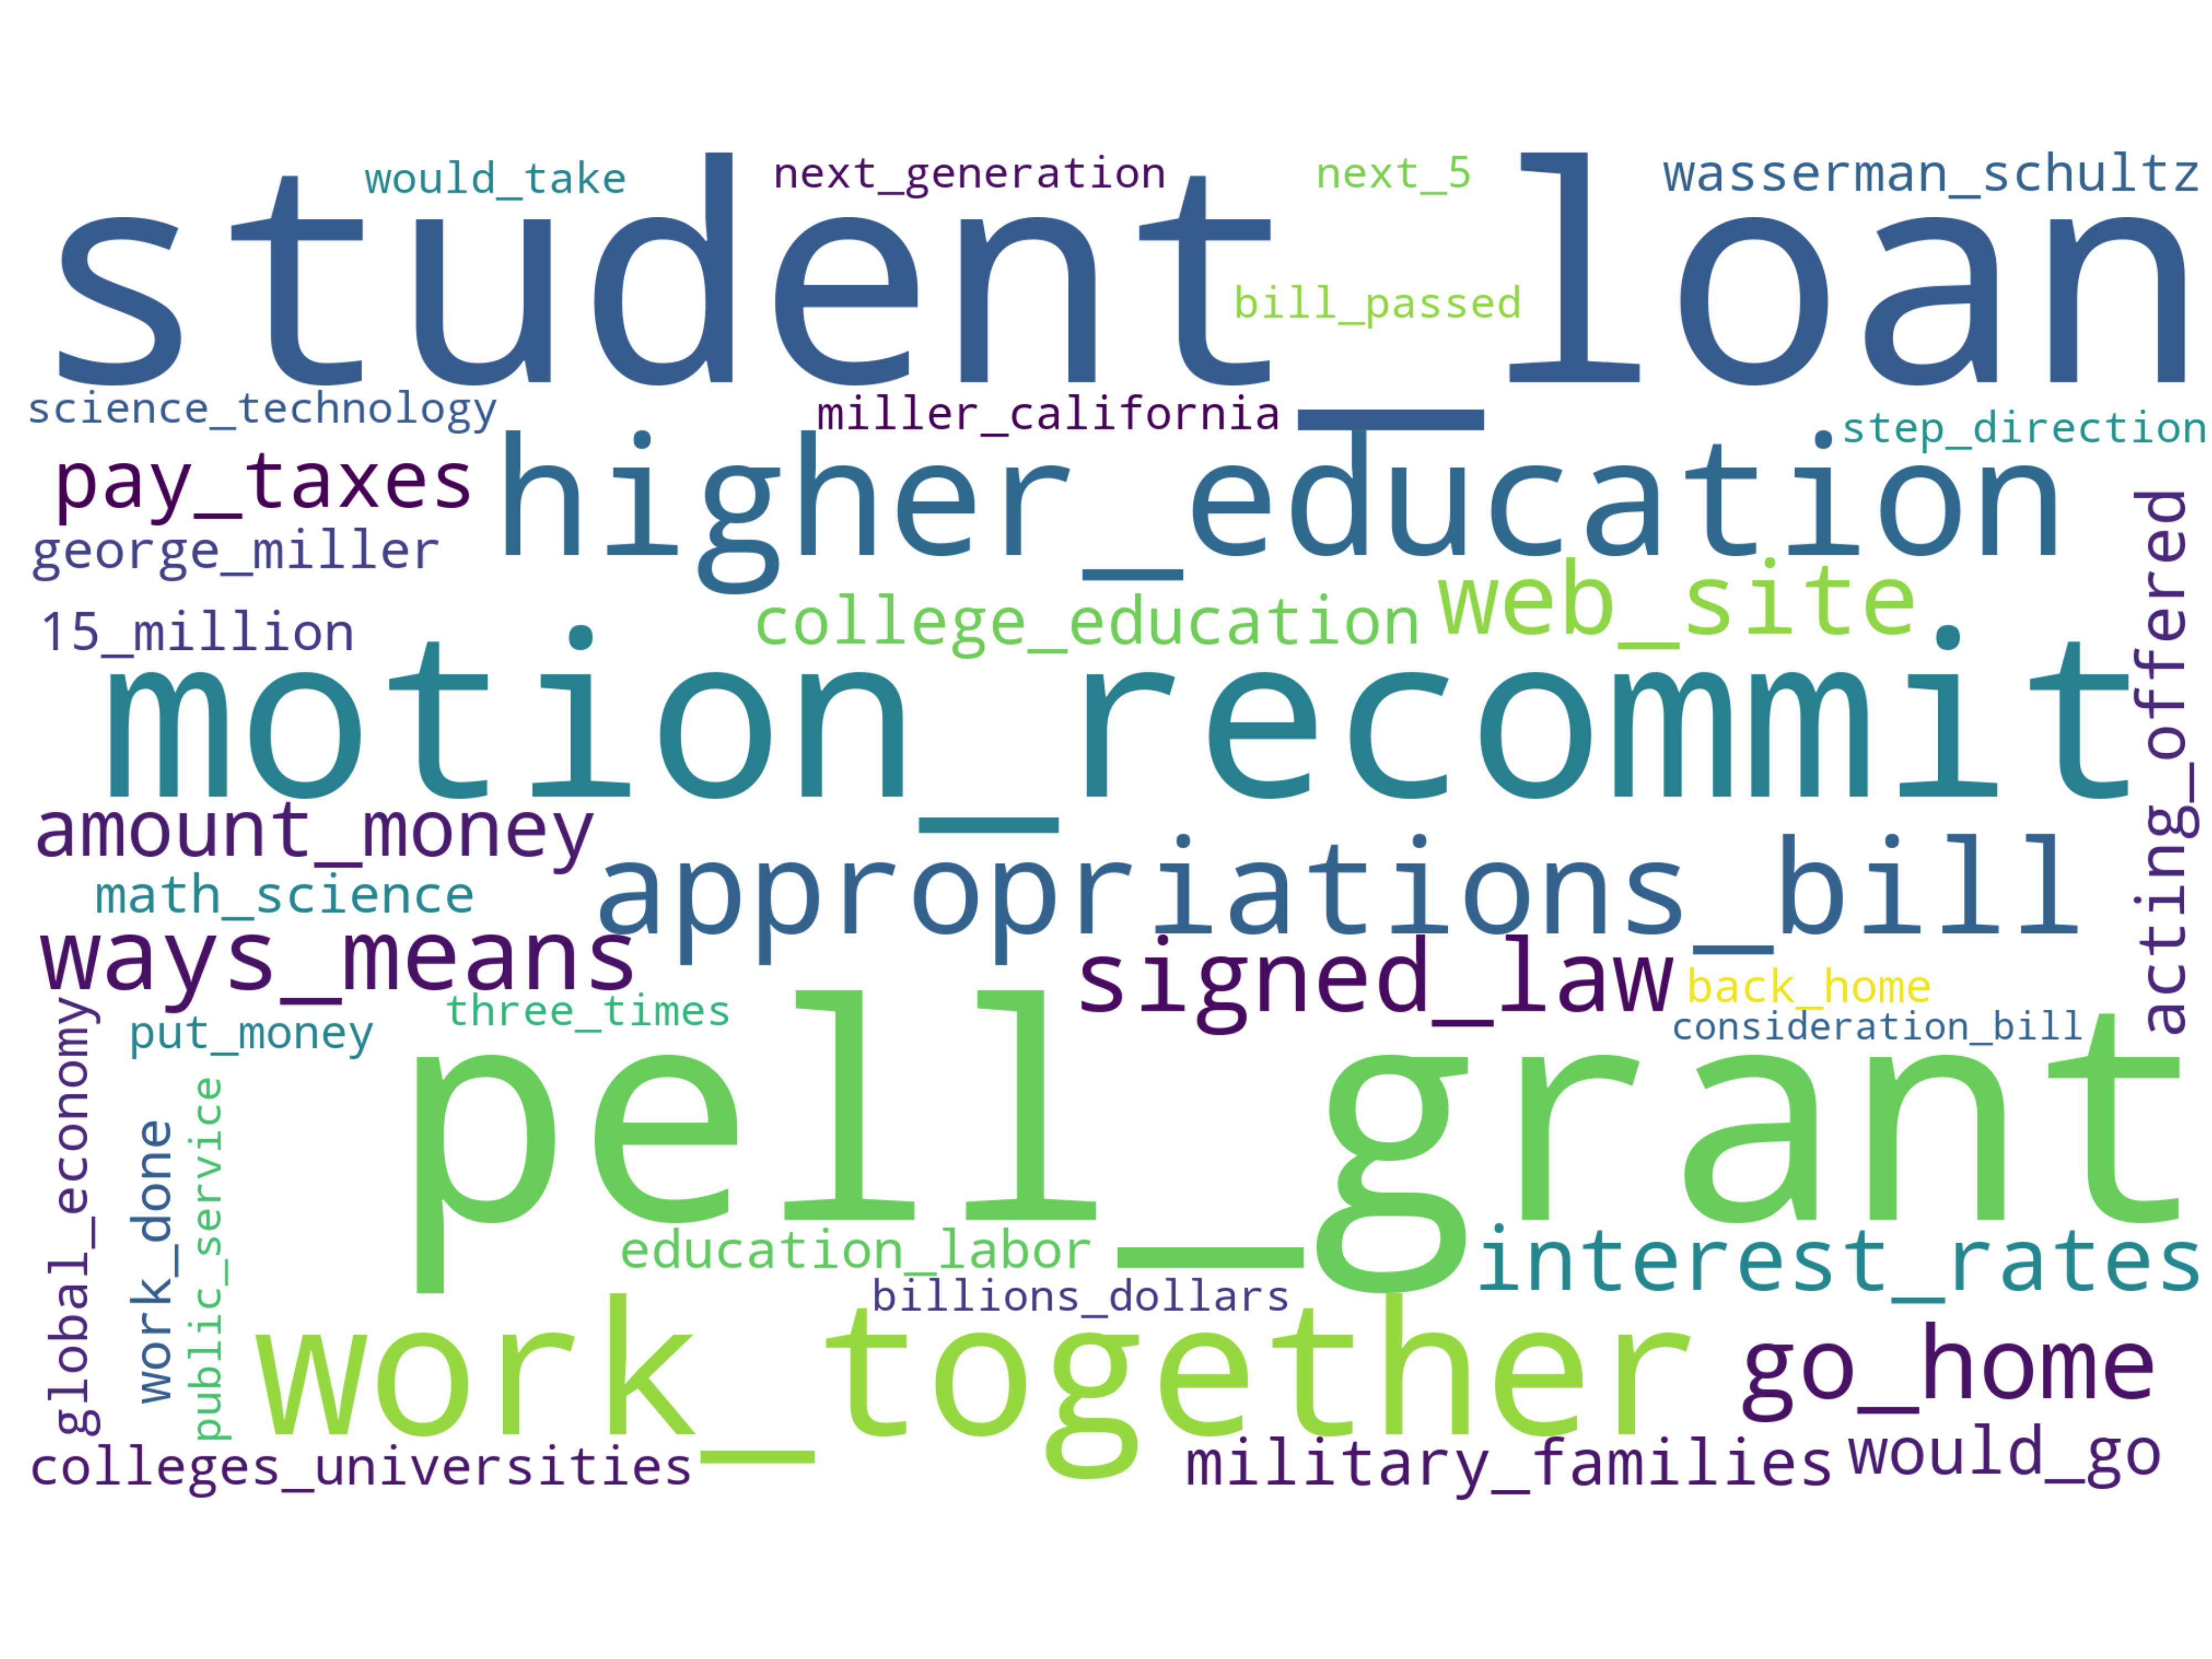 would_take
next_generation
next_5
wasserman_schultz
student_loan
bill_passed
science_technology
miller_california
step_direction
pay_taxes
higher_education
george_miller
college_education
web_site
15_million
motion_recommit
acting_offered
amount_money
appropriations_bill
math_science
ways_means
signed_law
back_home
three_times
put_money
consideration_bill
pell_grant
global_economy
work_done
public_service
education_labor
interest_rates
billions_dollars
work_together
go_home
colleges_universities
military_families
would_go